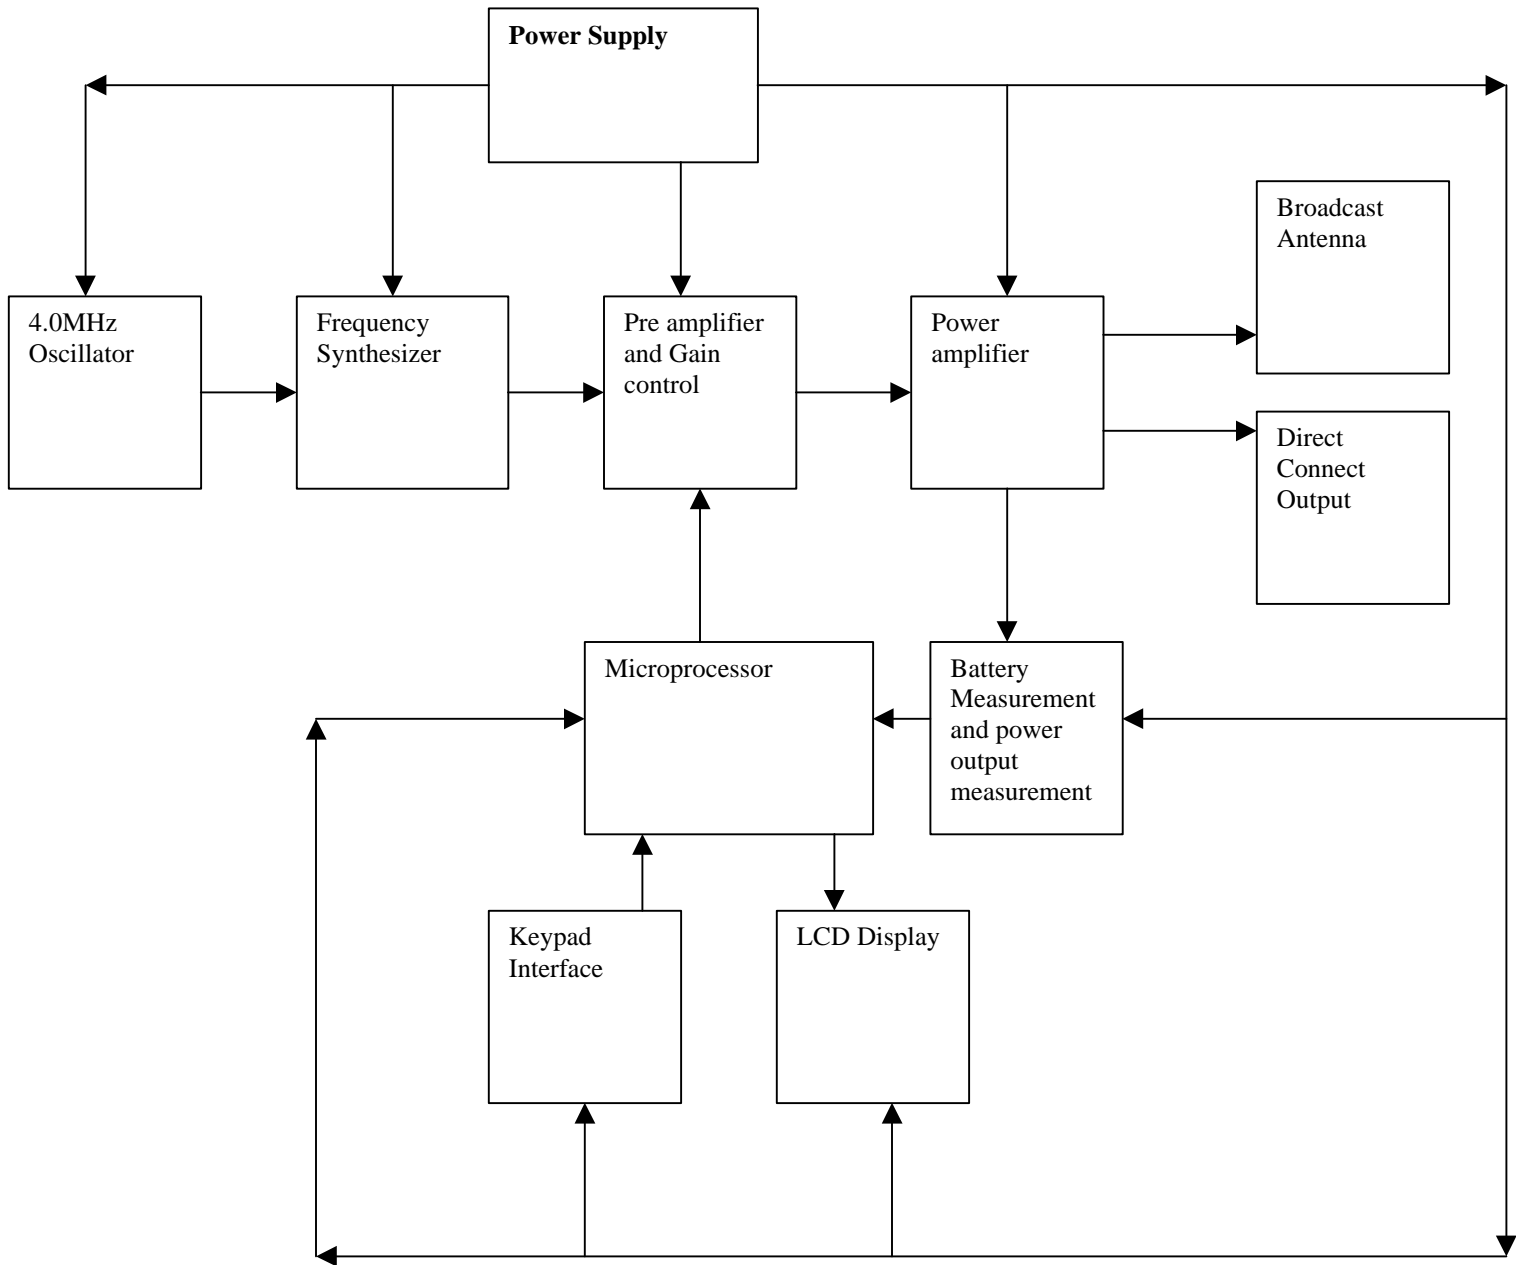 Power Supply
Broadcast
Antenna
4.0MHz
Oscillator
Frequency
Synthesizer
Pre amplifier
and Gain
control
Power
amplifier
Direct
Connect
Output
Microprocessor
Battery
Measurement
and power
output
measurement
Keypad
Interface
LCD Display